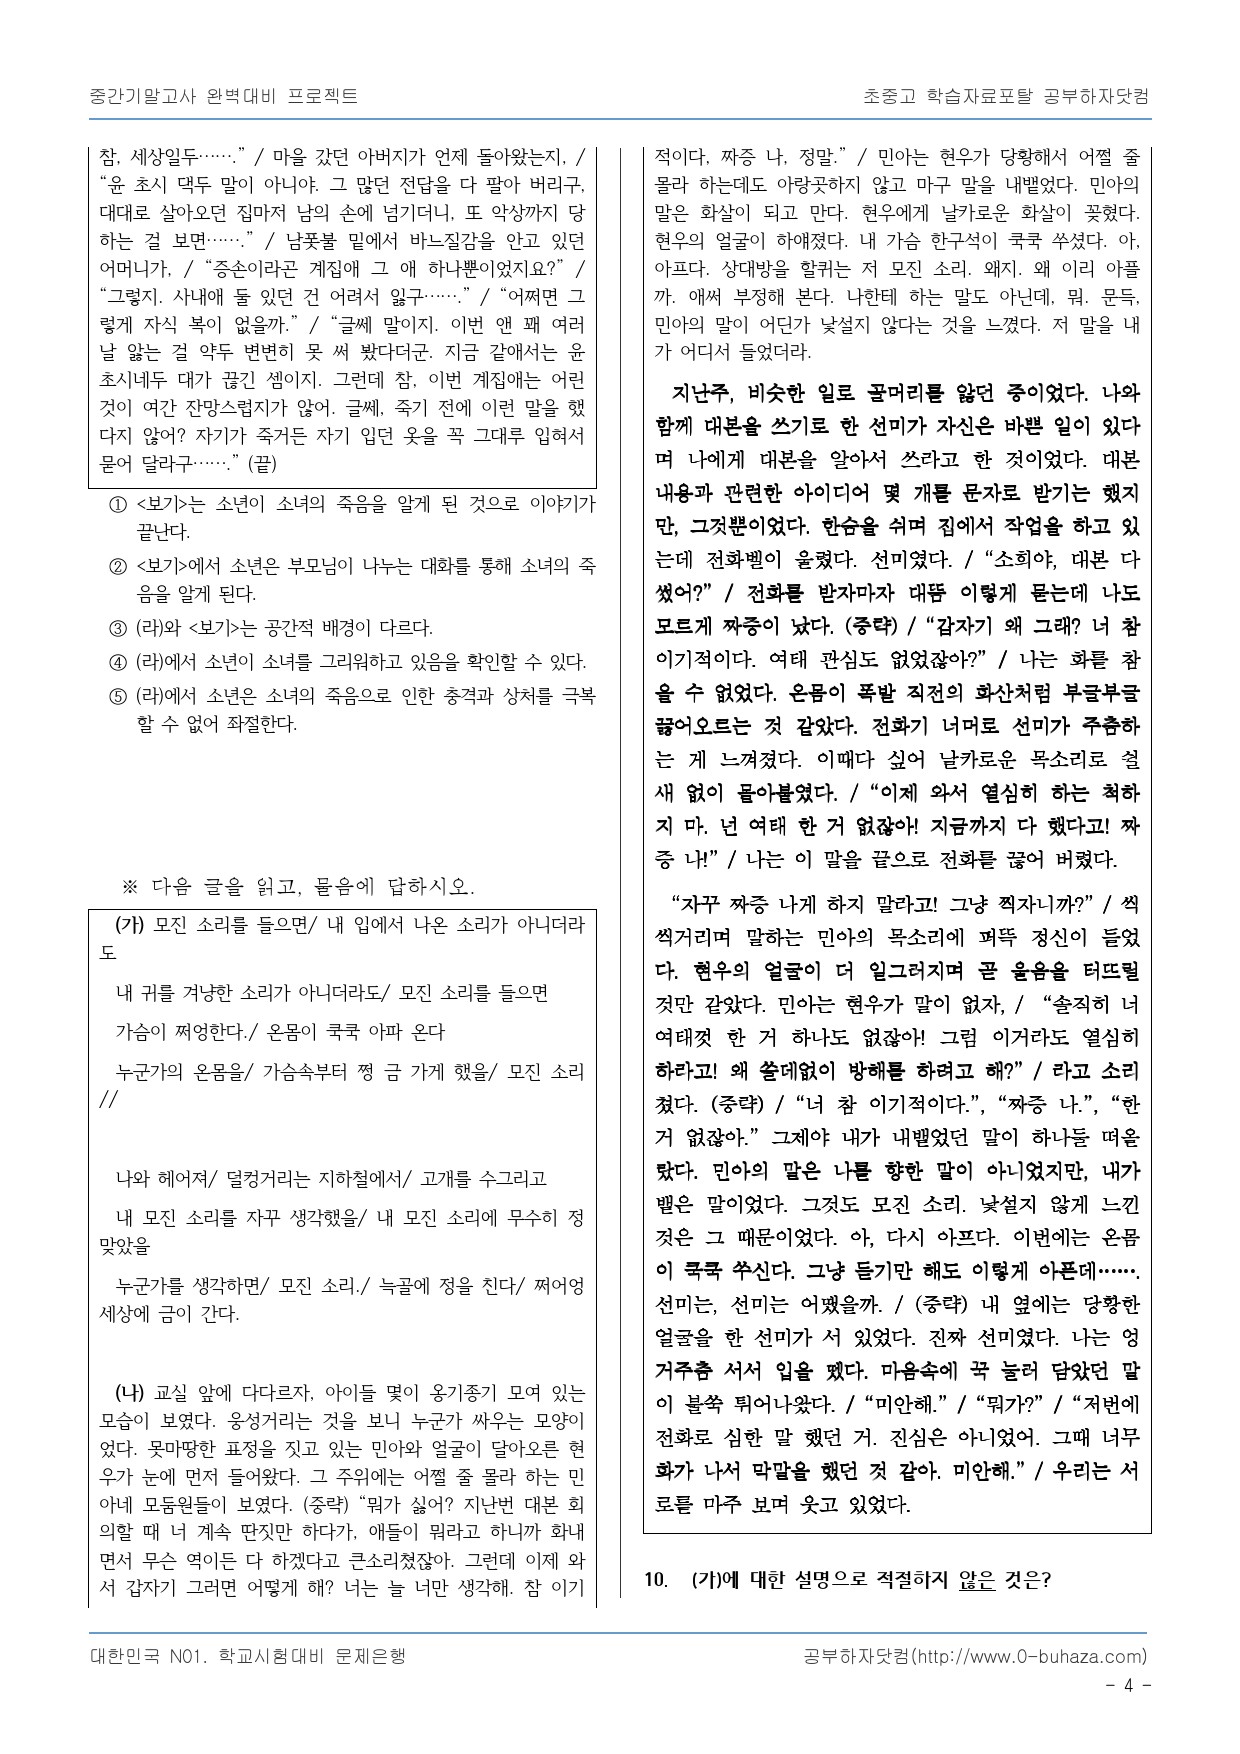 중간기말고사 완벽대비 프로젝트
초중고 학습자료포탈 공부하자닷컴
참, 세상일두…….” / 마을 갔던 아버지가 언제 돌아왔는지, /
“윤 초시 댁두 말이 아니야. 그 많던 전답을 다 팔아 버리구,
대대로 살아오던 집마저 남의 손에 넘기더니, 또 악상까지 당
하는 걸 보면…….” / 남폿불 밑에서 바느질감을 안고 있던
어머니가, / “증손이라곤 계집애 그 애 하나뿐이었지요?” /
“그렇지. 사내애 둘 있던 건 어려서 잃구…….” / “어쩌면 그
렇게 자식 복이 없을까.” / “글쎄 말이지. 이번 앤 꽤 여러
날 앓는 걸 약두 변변히 못 써 봤다더군. 지금 같애서는 윤
초시네두 대가 끊긴 셈이지. 그런데 참, 이번 계집애는 어린
것이 여간 잔망스럽지가 않어. 글쎄, 죽기 전에 이런 말을 했
다지 않어? 자기가 죽거든 자기 입던 옷을 꼭 그대루 입혀서
묻어 달라구…….” (끝)
① <보기>는 소년이 소녀의 죽음을 알게 된 것으로 이야기가
끝난다.
② <보기>에서 소년은 부모님이 나누는 대화를 통해 소녀의 죽
음을 알게 된다.
③ (라)와 <보기>는 공간적 배경이 다르다.
④ (라)에서 소년이 소녀를 그리워하고 있음을 확인할 수 있다.
⑤ (라)에서 소년은 소녀의 죽음으로 인한 충격과 상처를 극복
할 수 없어 좌절한다.
※ 다음 글을 읽고, 물음에 답하시오.
(가) 모진 소리를 들으면/ 내 입에서 나온 소리가 아니더라
도
내 귀를 겨냥한 소리가 아니더라도/ 모진 소리를 들으면
가슴이 쩌엉한다./ 온몸이 쿡쿡 아파 온다
누군가의 온몸을/ 가슴속부터 쩡 금 가게 했을/ 모진 소리
//
나와 헤어져/ 덜컹거리는 지하철에서/ 고개를 수그리고
내 모진 소리를 자꾸 생각했을/ 내 모진 소리에 무수히 정
맞았을
누군가를 생각하면/ 모진 소리./ 늑골에 정을 친다/ 쩌어엉
세상에 금이 간다.
(나) 교실 앞에 다다르자, 아이들 몇이 옹기종기 모여 있는
모습이 보였다. 웅성거리는 것을 보니 누군가 싸우는 모양이
었다. 못마땅한 표정을 짓고 있는 민아와 얼굴이 달아오른 현
우가 눈에 먼저 들어왔다. 그 주위에는 어쩔 줄 몰라 하는 민
아네 모둠원들이 보였다. (중략) “뭐가 싫어? 지난번 대본 회
의할 때 너 계속 딴짓만 하다가, 애들이 뭐라고 하니까 화내
면서 무슨 역이든 다 하겠다고 큰소리쳤잖아. 그런데 이제 와
서 갑자기 그러면 어떻게 해? 너는 늘 너만 생각해. 참 이기
적이다, 짜증 나, 정말.” / 민아는 현우가 당황해서 어쩔 줄
몰라 하는데도 아랑곳하지 않고 마구 말을 내뱉었다. 민아의
말은 화살이 되고 만다. 현우에게 날카로운 화살이 꽂혔다.
현우의 얼굴이 하얘졌다. 내 가슴 한구석이 쿡쿡 쑤셨다. 아,
아프다. 상대방을 할퀴는 저 모진 소리. 왜지. 왜 이리 아플
까. 애써 부정해 본다. 나한테 하는 말도 아닌데, 뭐. 문득,
민아의 말이 어딘가 낯설지 않다는 것을 느꼈다. 저 말을 내
가 어디서 들었더라.
지난주, 비슷한 일로 골머리를 앓던 중이었다. 나와
함께 대본을 쓰기로 한 선미가 자신은 바쁜 일이 있다
며 나에게 대본을 알아서 쓰라고 한 것이었다. 대본
내용과 관련한 아이디어 몇 개를 문자로 받기는 했지
만, 그것뿐이었다. 한숨을 쉬며 집에서 작업을 하고 있
는데 전화벨이 울렸다. 선미였다. / “소희야, 대본 다
썼어?” / 전화를 받자마자 대뜸 이렇게 묻는데 나도
모르게 짜증이 났다. (중략) / “갑자기 왜 그래? 너 참
이기적이다. 여태 관심도 없었잖아?” / 나는 화를 참
을 수 없었다. 온몸이 폭발 직전의 화산처럼 부글부글
끓어오르는 것 같았다. 전화기 너머로 선미가 주춤하
는 게 느껴졌다. 이때다 싶어 날카로운 목소리로 쉴
새 없이 몰아붙였다. / “이제 와서 열심히 하는 척하
지 마. 넌 여태 한 거 없잖아! 지금까지 다 했다고! 짜
증 나!” / 나는 이 말을 끝으로 전화를 끊어 버렸다.
“자꾸 짜증 나게 하지 말라고! 그냥 찍자니까?” / 씩
씩거리며 말하는 민아의 목소리에 퍼뜩 정신이 들었
다. 현우의 얼굴이 더 일그러지며 곧 울음을 터뜨릴
것만 같았다. 민아는 현우가 말이 없자, / “솔직히 너
여태껏 한 거 하나도 없잖아! 그럼 이거라도 열심히
하라고! 왜 쓸데없이 방해를 하려고 해?” / 라고 소리
쳤다. (중략) / “너 참 이기적이다.”, “짜증 나.”, “한
거 없잖아.” 그제야 내가 내뱉었던 말이 하나둘 떠올
랐다. 민아의 말은 나를 향한 말이 아니었지만, 내가
뱉은 말이었다. 그것도 모진 소리. 낯설지 않게 느낀
것은 그 때문이었다. 아, 다시 아프다. 이번에는 온몸
이 쿡쿡 쑤신다. 그냥 듣기만 해도 이렇게 아픈데…….
선미는, 선미는 어땠을까. / (중략) 내 옆에는 당황한
얼굴을 한 선미가 서 있었다. 진짜 선미였다. 나는 엉
거주춤 서서 입을 뗐다. 마음속에 꾹 눌러 담았던 말
이 불쑥 튀어나왔다. / “미안해.” / “뭐가?” / “저번에
전화로 심한 말 했던 거. 진심은 아니었어. 그때 너무
화가 나서 막말을 했던 것 같아. 미안해.” / 우리는 서
로를 마주 보며 웃고 있었다.
10. (가)에 대한 설명으로 적절하지 않은 것은?
대한민국 N01. 학교시험대비 문제은행
공부하자닷컴(http://www.0-buhaza.com)
- 4 -